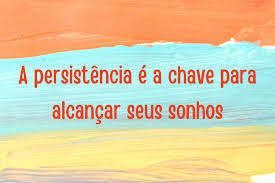 A persistência é a chave para
alcançar seus sonhos